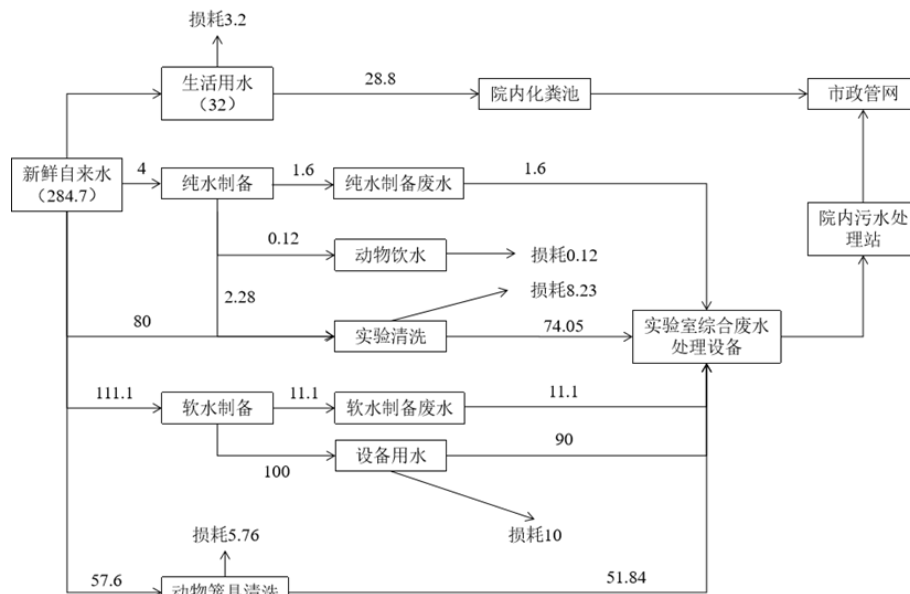 损耗3.2
生活用水
（32）
28.8
院内化粪池
市政管网
新鲜自来水
（284.7）
4
纯水制备
1.6
纯水制备废水
1.6
院内污水处
理站
0.12
动物饮水
损耗0.12
2.28
损耗8.23
80
实验清洗
74.05
实验室综合废水
处理设备
111.1
软水制备
11.1
软水制备废水
11.1
100
设备用水
90
损耗10
损耗5.76
57.6
动物笼具清洗
51.84